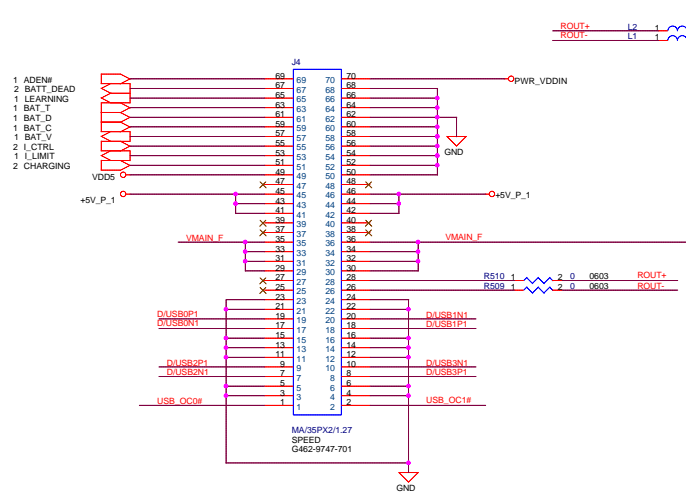 ROUT+ L2 1
ROUT- L1 1
J4
1 ADEN# 69 69 70 70 PWR_VDDIN
2 BATT_DEAD 67 67 68 68
1 LEARNING 65 65 66 66
1 BAT_T 63 63 64 64
1 BAT_D 61 61 62 62
1 BAT_C 59 59 60 60
1 BAT_V 57 57 58 58
2 I_CTRL 55 55 56 56 GND
1 I_LIMIT 53 53 54 54
2 CHARGING 51 51 52 52
VDD5 49 49 50 50
47 47 48 48
+5V_P_1 45 45 46 46 +5V_P_1
43 43 44 44
41 41 42 42
39 39 40 40
37 37 38 38
VMAIN_F 35 35 36 36 VMAIN_F
33 33 34 34
31 31 32 32
29 29 30 30
27 27 28 28 R510 1 2 0 0603 ROUT+
25 25 26 26 R509 1 2 0 0603 ROUT-
23 23 24 24
21 21 22 22
D/USB0P1 19 19 20 20 D/USB1N1
D/USB0N1 17 17 18 18 D/USB1P1
15 15 16 16
13 13 14 14
11 11 12 12
D/USB2P1 9 9 10 10 D/USB3N1
D/USB2N1 7 7 8 8 D/USB3P1
5 5 6 6
3 3 4 4
USB_OC0# 1 1 2 2 USB_OC1#
MA/35PX2/1.27
SPEED
G462-9747-701
GND